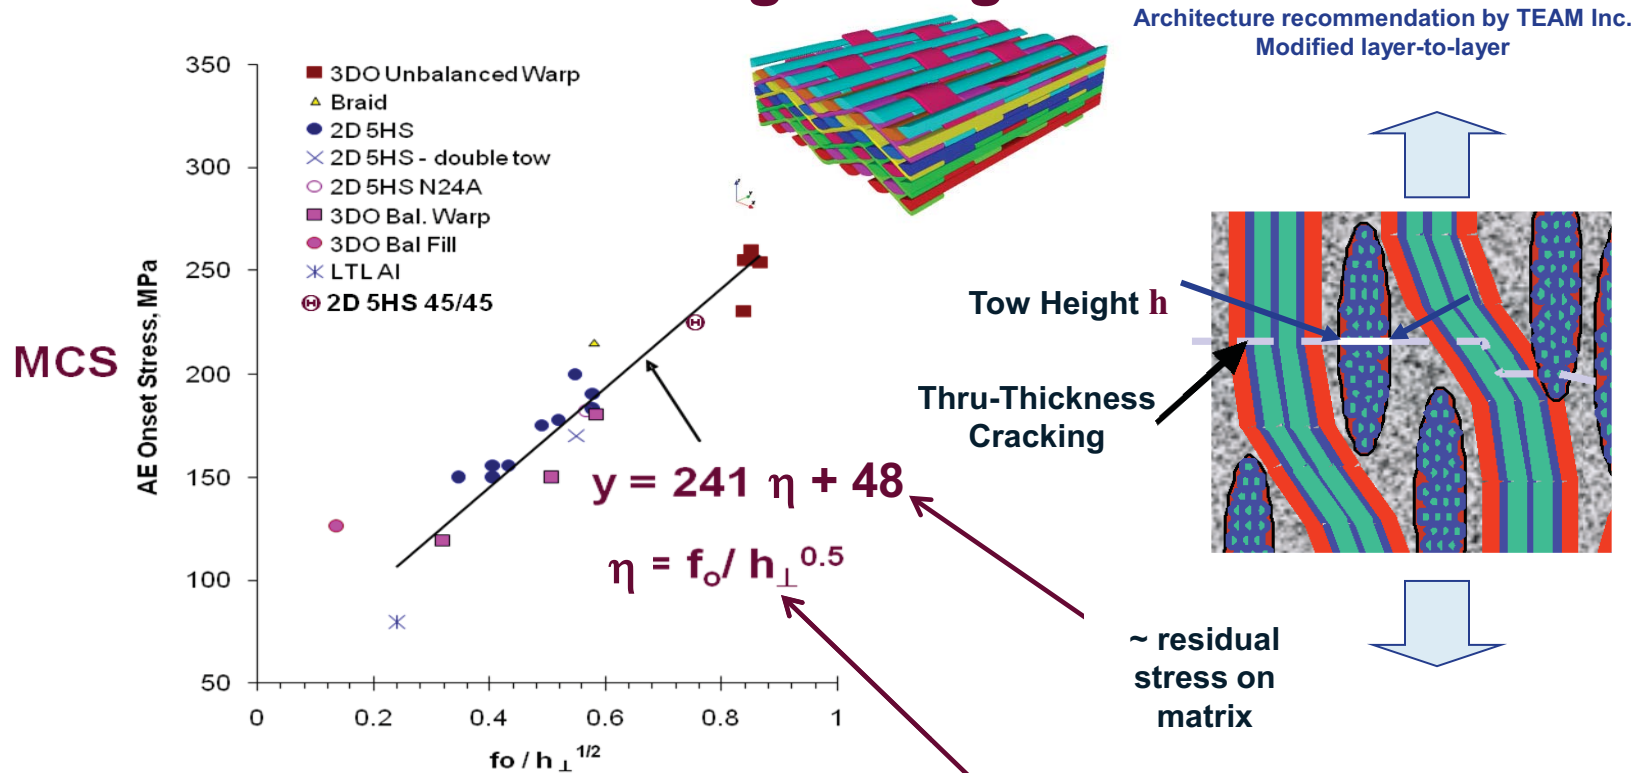 Architecture recommendation by TEAM Inc.
Modified layer-to-layer
350
300
250
200
150
100
50
0
0.2
0.4
0.6
0.8
1
AE Onset Stress, MPa
fo / h⊥^1/2
3DO Unbalanced Warp
Braid
2D 5HS
2D 5HS - double tow
2D 5HS N24A
3DO Bal. Warp
3DO Bal Fill
LTL AI
2D 5HS 45/45
MCS
y = 241 η + 48
η = f_o/ h⊥^0.5
Tow Height h
Thru-Thickness
Cracking
~ residual
stress on
matrix